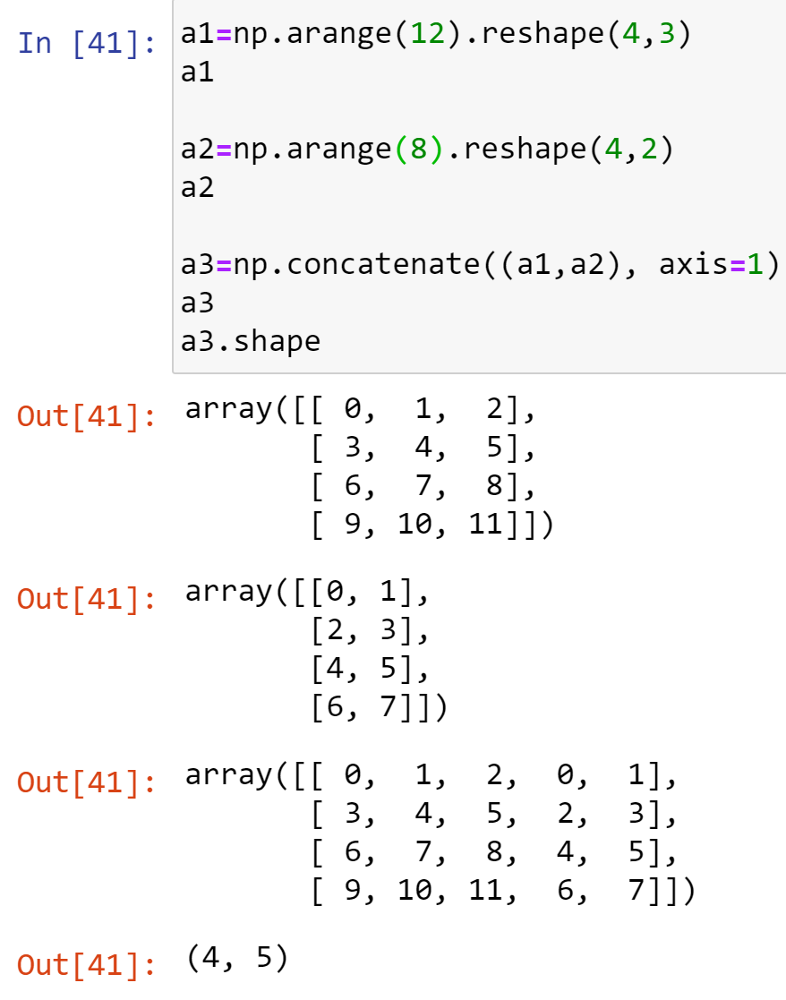 In [41]: a1=np.arange(12).reshape(4,3)
a1
a2=np.arange(8).reshape(4,2)
a2
a3=np.concatenate((a1,a2), axis=1)
a3
a3.shape
Out[41]: array([[ 0,  1,  2],
       [ 3,  4,  5],
       [ 6,  7,  8],
       [ 9, 10, 11]])
Out[41]: array([[0, 1],
       [2, 3],
       [4, 5],
       [6, 7]])
Out[41]: array([[ 0,  1,  2,  0,  1],
       [ 3,  4,  5,  2,  3],
       [ 6,  7,  8,  4,  5],
       [ 9, 10, 11,  6,  7]])
Out[41]: (4, 5)